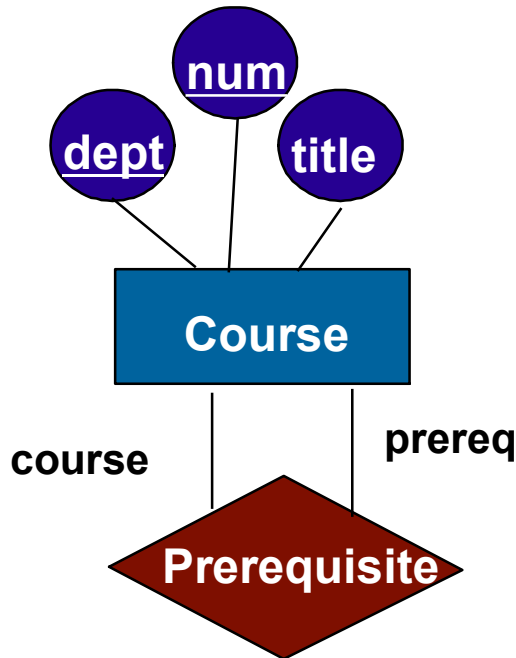 num
dept
title
Course
course
prereq
Prerequisite